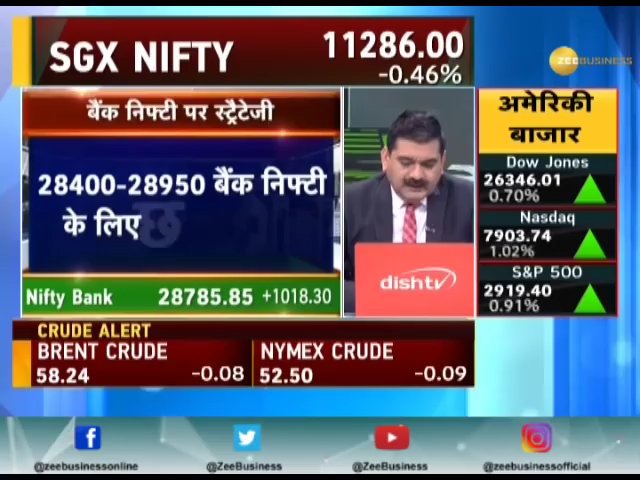 SGX NIFTY
11286.00
-0.46%
ZEEBUSINESS
बैंक निफ्टी पर स्ट्रैटेजी
28400-28950 बैंक निफ्टी
के लिए
Nifty Bank 28785.85 +1018.30
dishtv
अमेरिकी
बाजार
Dow Jones
26346.01
0.70%
Nasdaq
7903.74
1.02%
S&P 500
2919.40
0.91%
CRUDE ALERT
BRENT CRUDE
58.24 -0.08
NYMEX CRUDE
52.50 -0.09
@zeebusinessonline
@ZeeBusiness
@ZeeBusiness
@zeebusinessofficial